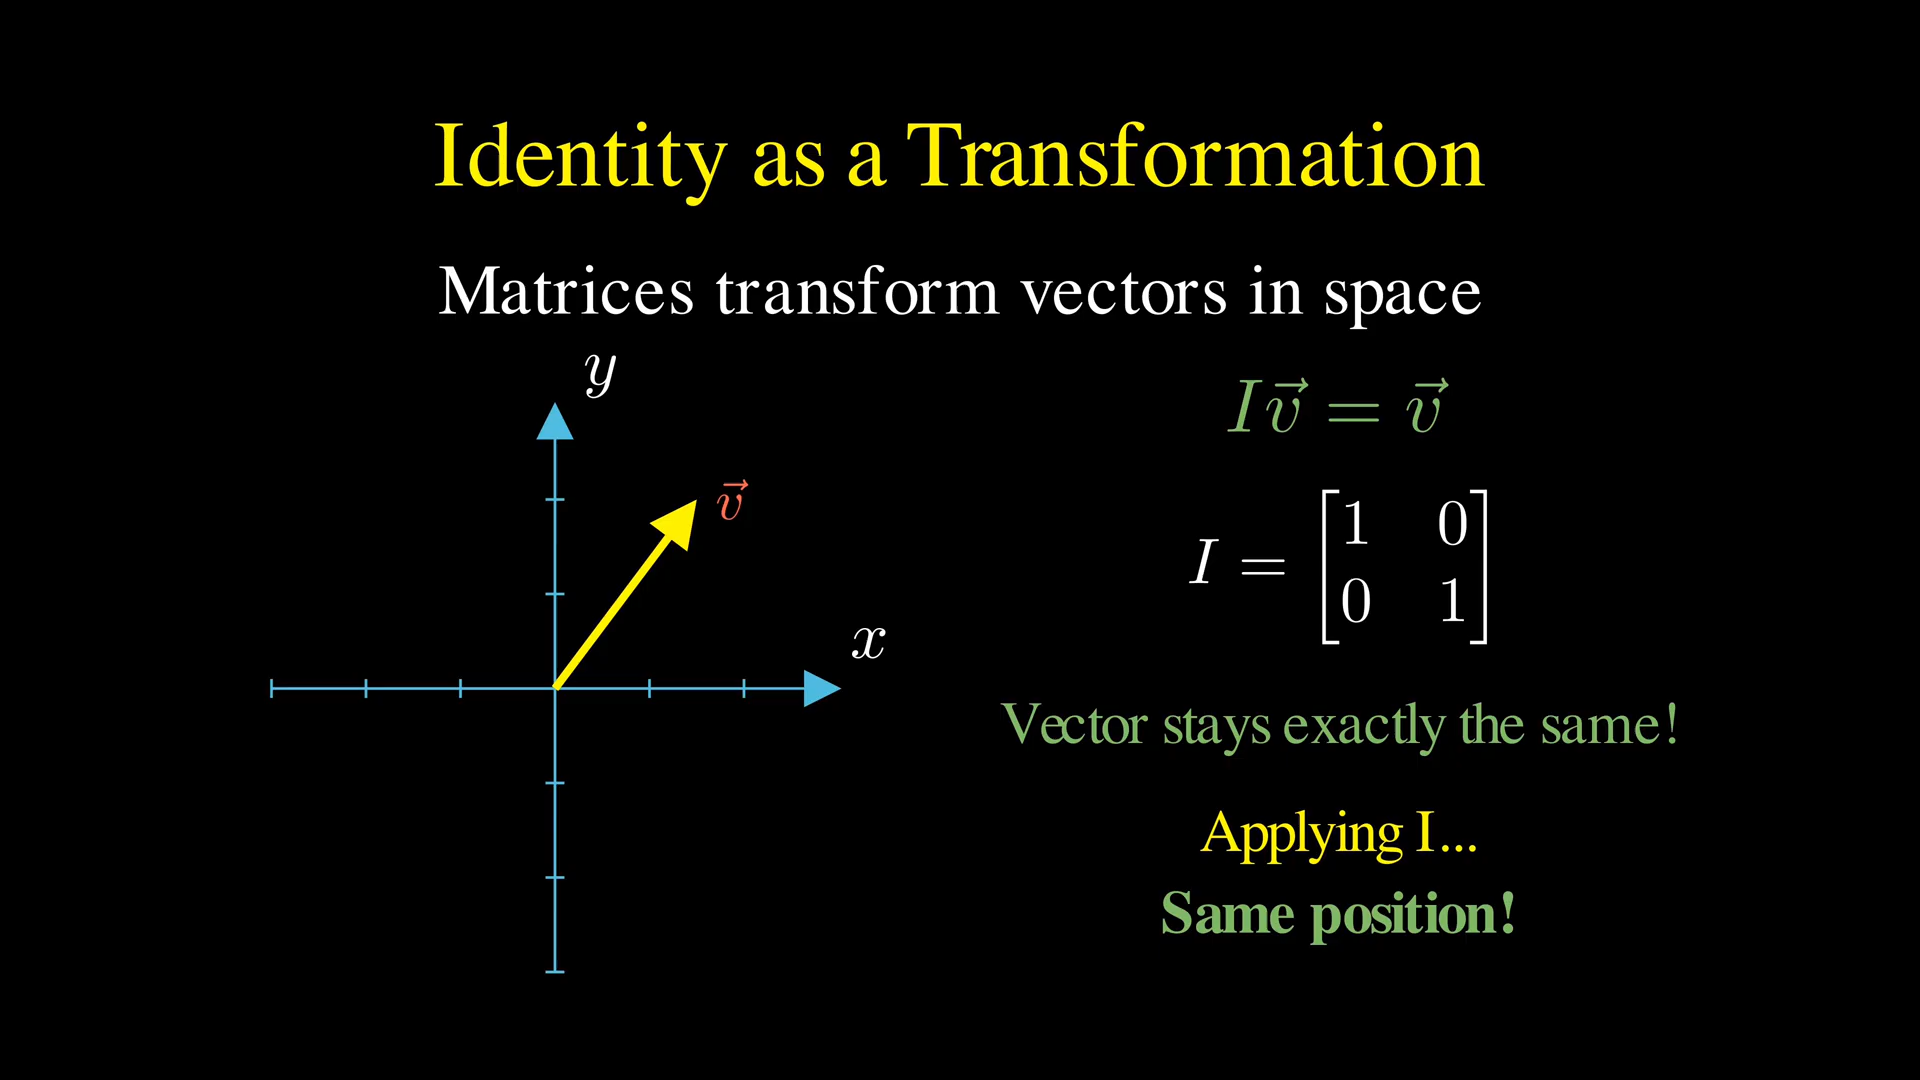 Identity as a Transformation
Matrices transform vectors in space
y
v⃗
x
Iv⃗ = v⃗
I = [1 0
0 1]
Vector stays exactly the same!
Applying I...
Same position!